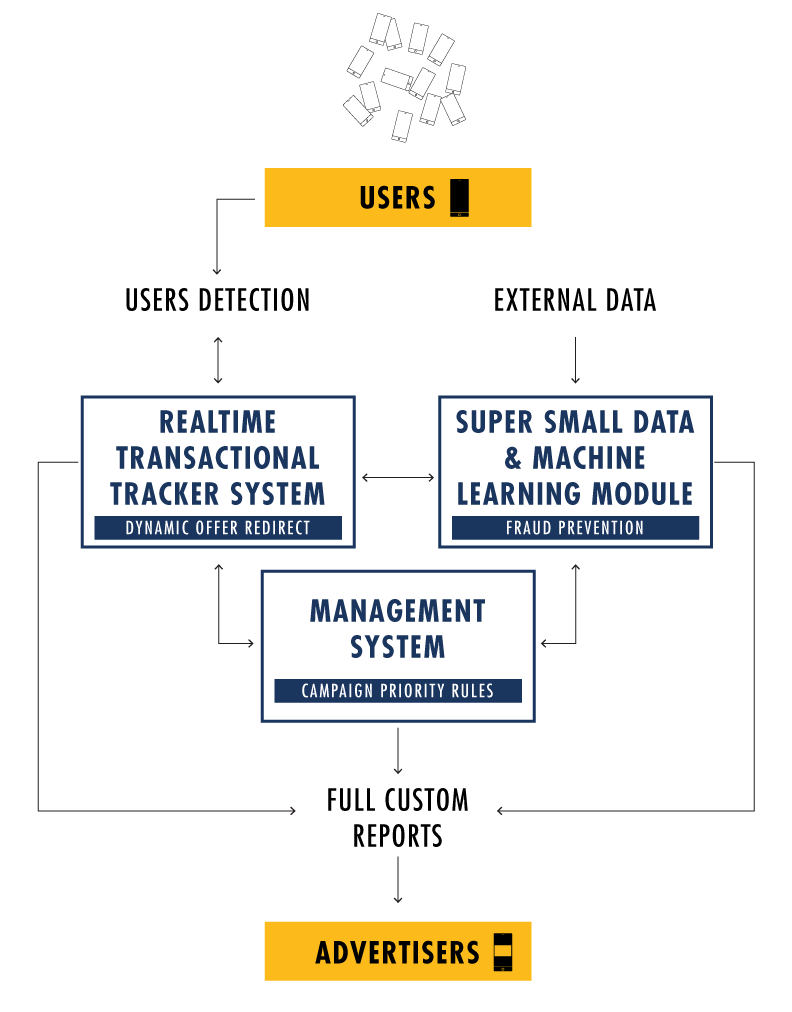 USERS
USERS DETECTION
EXTERNAL DATA
REALTIME
TRANSACTIONAL
TRACKER SYSTEM
DYNAMIC OFFER REDIRECT
SUPER SMALL DATA
& MACHINE
LEARNING MODULE
FRAUD PREVENTION
MANAGEMENT
SYSTEM
CAMPAIGN PRIORITY RULES
FULL CUSTOM
REPORTS
ADVERTISERS